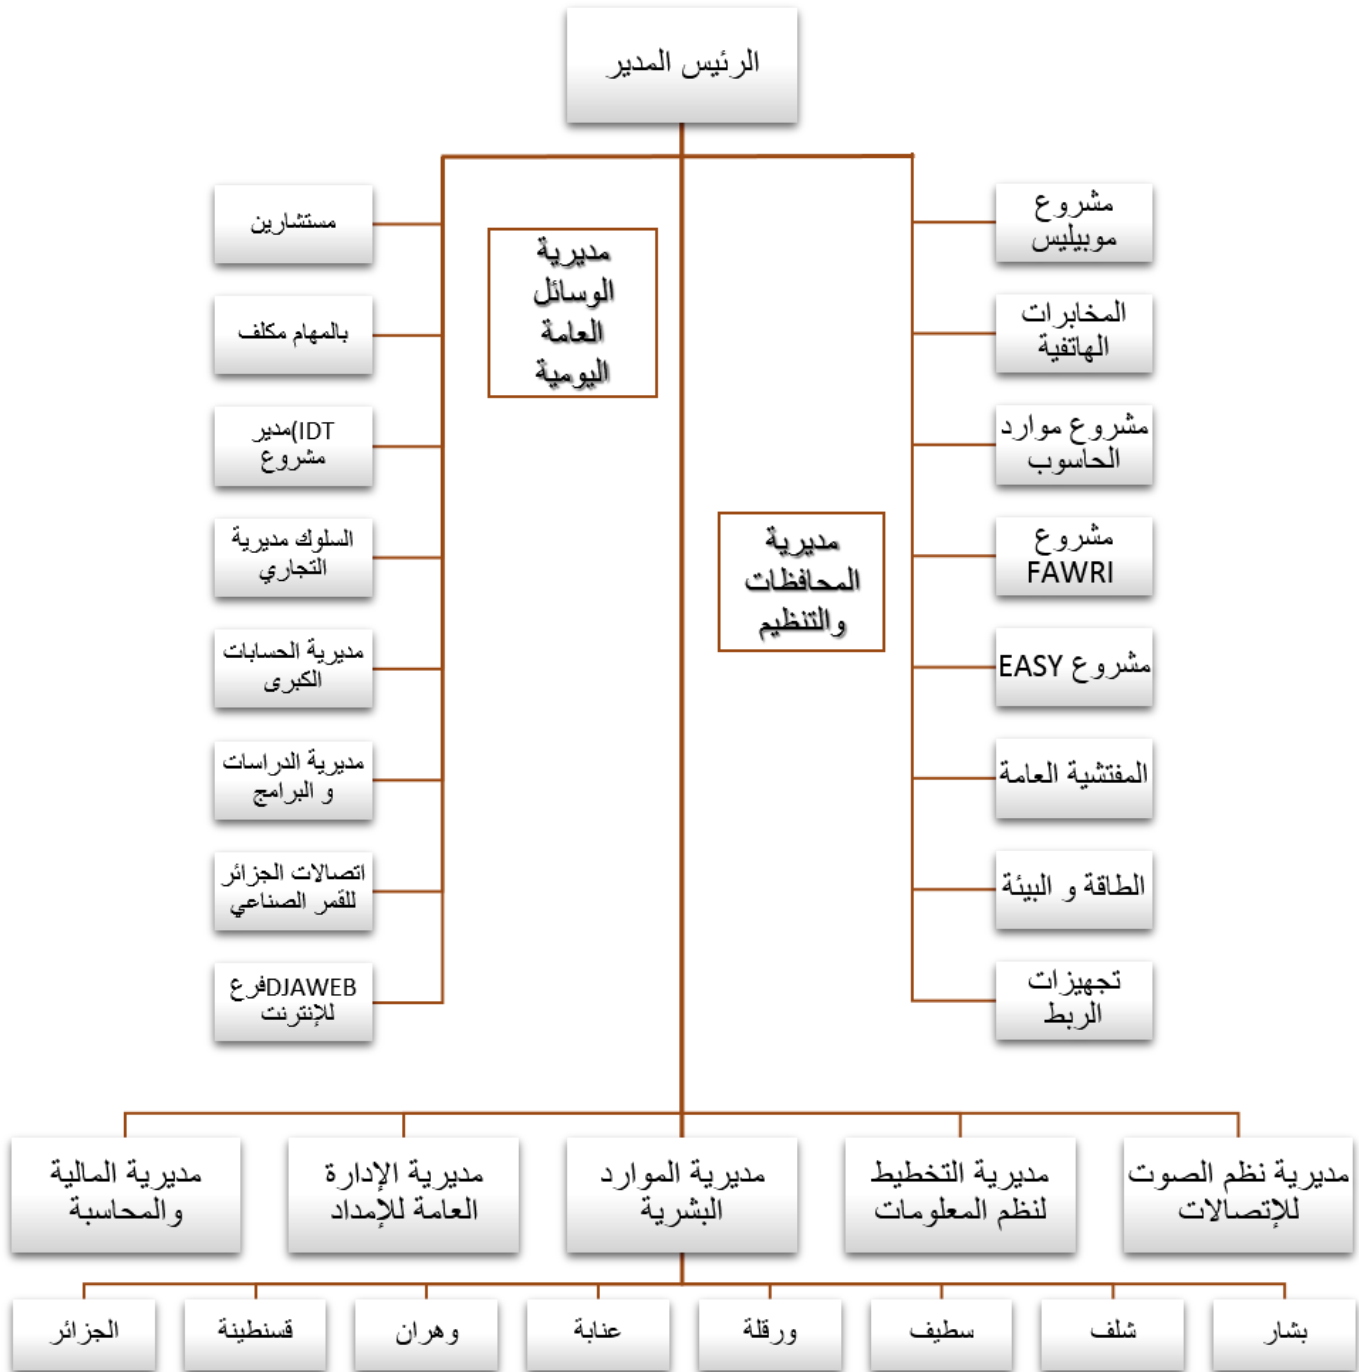 الرئيس المدير
مشروع
موبيليس
المخابرات
الهاتفية
مشروع موارد
الحاسوب
مشروع
FAWRI
مشروع EASY
المفتشية العامة
الطاقة و البيئة
تجهيزات
الربط
مديرية
الوسائل
العامة
اليومية
مديرية
المحافظات
والتنظيم
مستشارين
بالمهام مكلف
IDT)مدير
مشروع
السلوك مديرية
التجاري
مديرية الحسابات
الكبرى
مديرية الدراسات
و البرامج
اتصالات الجزائر
للقمر الصناعي
DJAWEBفرع
للإنترنت
مديرية نظم الصوت
للإتصالات
مديرية التخطيط
لنظم المعلومات
مديرية الموارد
البشرية
مديرية الإدارة
العامة للإمداد
مديرية المالية
والمحاسبة
بشار
شلف
سطيف
ورقلة
عنابة
وهران
قسنطينة
الجزائر